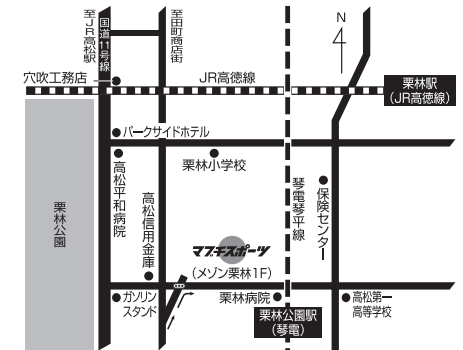 至JR高松駅
国道11号線
至田町商店街
N
穴吹工務店
JR高徳線
栗林駅
(JR高徳線)
パークサイドホテル
栗林小学校
高松平和病院
高松信用金庫
琴電琴平線
保険センター
栗林公園
マブチスポーツ
(メゾン栗林1F)
ガソリン
スタンド
栗林病院
栗林公園駅
(琴電)
高松第一
高等学校